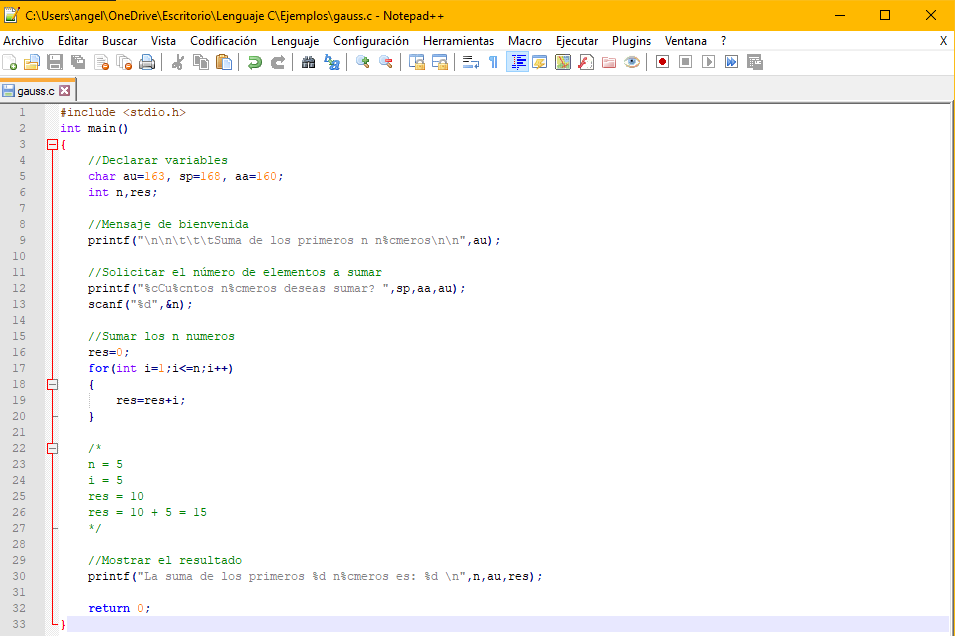 C:\Users\angel\OneDrive\Escritorio\Lenguaje C\Ejemplos\gauss.c - Notepad++
Archivo Editar Buscar Vista Codificación Lenguaje Configuración Herramientas Macro Ejecutar Plugins Ventana ? X
gauss.c
1 #include <stdio.h>
2 int main()
3 {
4 //Declarar variables
5 char au=163, sp=168, aa=160;
6 int n,res;
7
8 //Mensaje de bienvenida
9 printf("\n\n\t\t\tSuma de los primeros n n%cmeros\n\n",au);
10
11 //Solicitar el número de elementos a sumar
12 printf("%cCu%cntos n%cmeros deseas sumar? ",sp,aa,au);
13 scanf("%d",&n);
14
15 //Sumar los n numeros
16 res=0;
17 for(int i=1;i<=n;i++)
18 {
19 res=res+i;
20 }
21
22 /*
23 n = 5
24 i = 5
25 res = 10
26 res = 10 + 5 = 15
27 */
28
29 //Mostrar el resultado
30 printf("La suma de los primeros %d n%cmeros es: %d \n",n,au,res);
31
32 return 0;
33 }